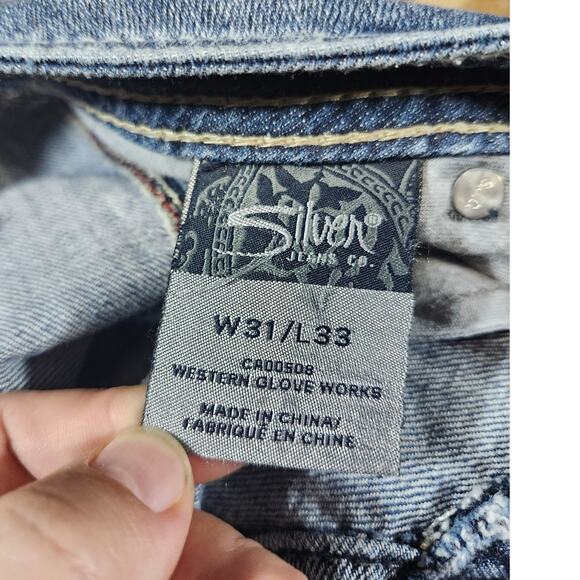 Silver®
JEANS CO.
W31/L33
CA00508
WESTERN GLOVE WORKS
MADE IN CHINA/
FABRIQUÉ EN CHINE